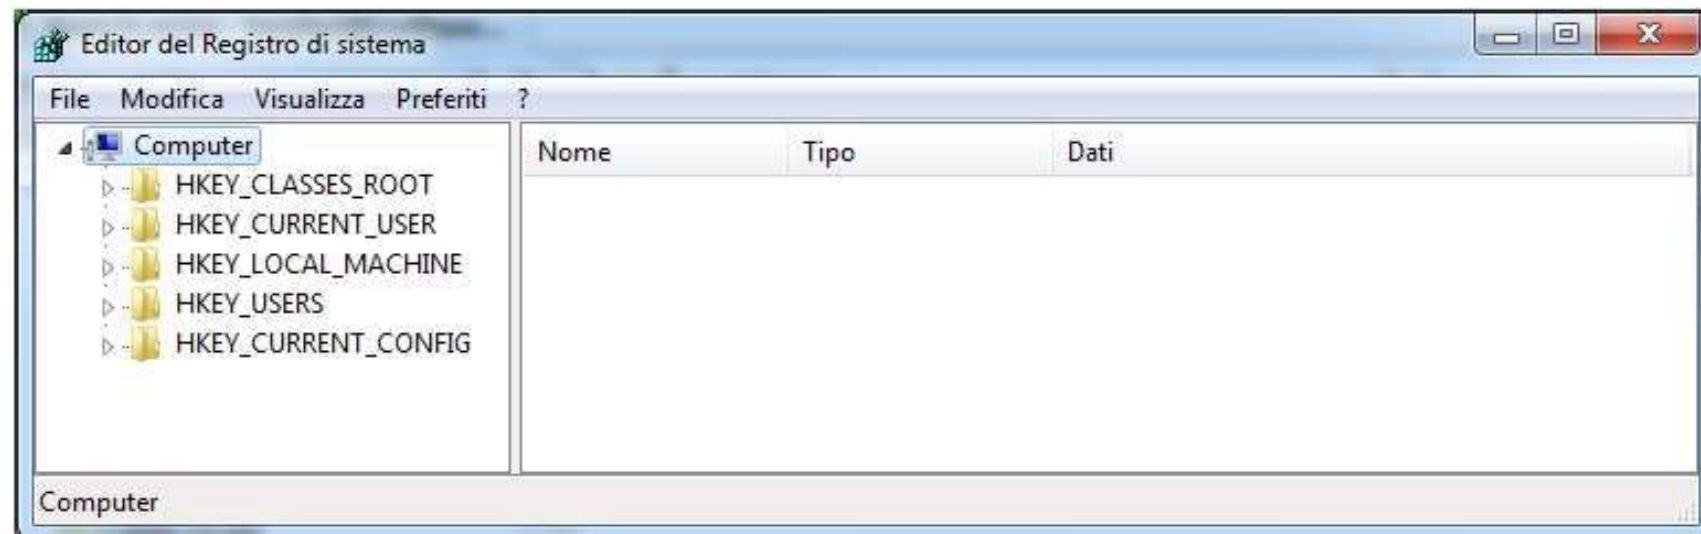 Editor del Registro di sistema
File Modifica Visualizza Preferiti ?
Computer
Nome Tipo Dati
HKEY_CLASSES_ROOT
HKEY_CURRENT_USER
HKEY_LOCAL_MACHINE
HKEY_USERS
HKEY_CURRENT_CONFIG
Computer